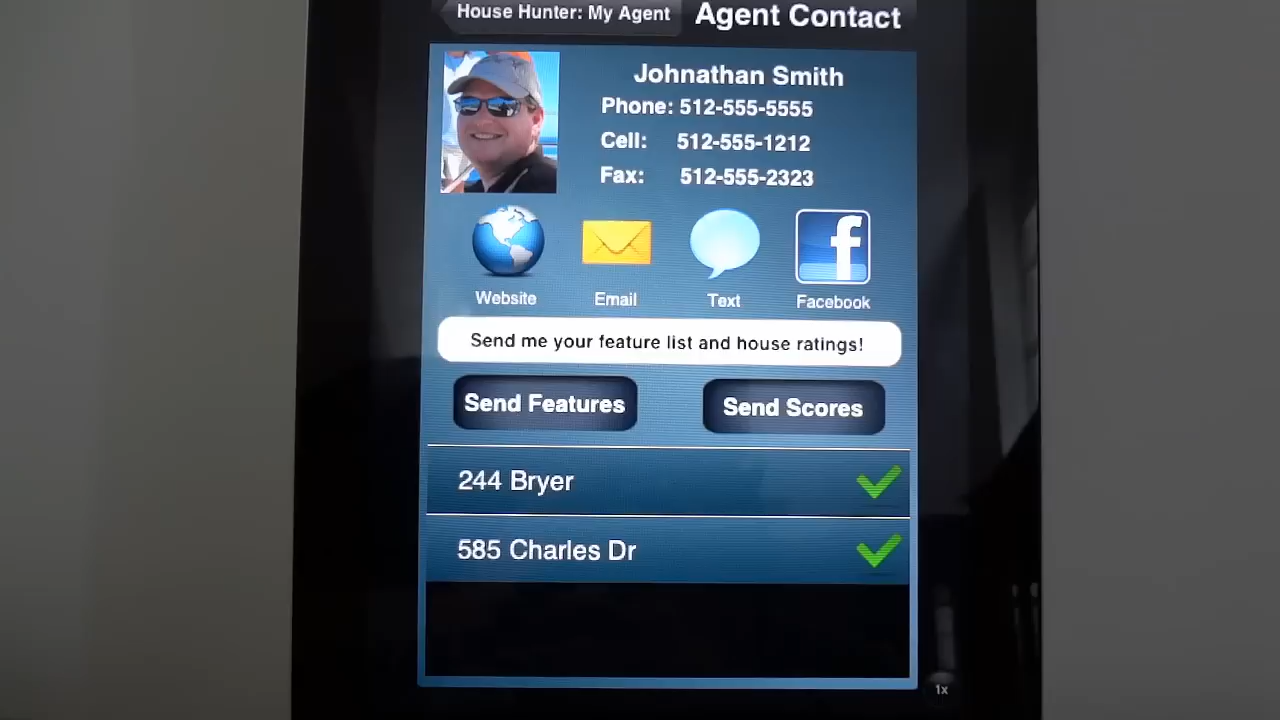 House Hunter: My Agent
Agent Contact
Johnathan Smith
Phone: 512-555-5555
Cell: 512-555-1212
Fax: 512-555-2323
Website
Email
Text
Facebook
Send me your feature list and house ratings!
Send Features
Send Scores
244 Bryer
585 Charles Dr
1x